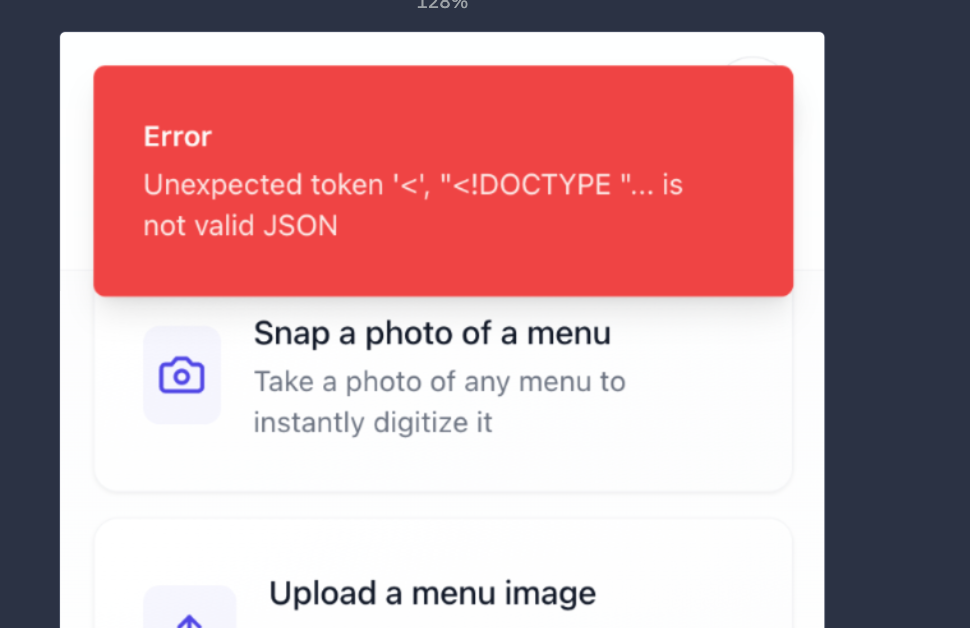 128%
Error
Unexpected token '<', "<!DOCTYPE "... is
not valid JSON
Snap a photo of a menu
Take a photo of any menu to
instantly digitize it
Upload a menu image